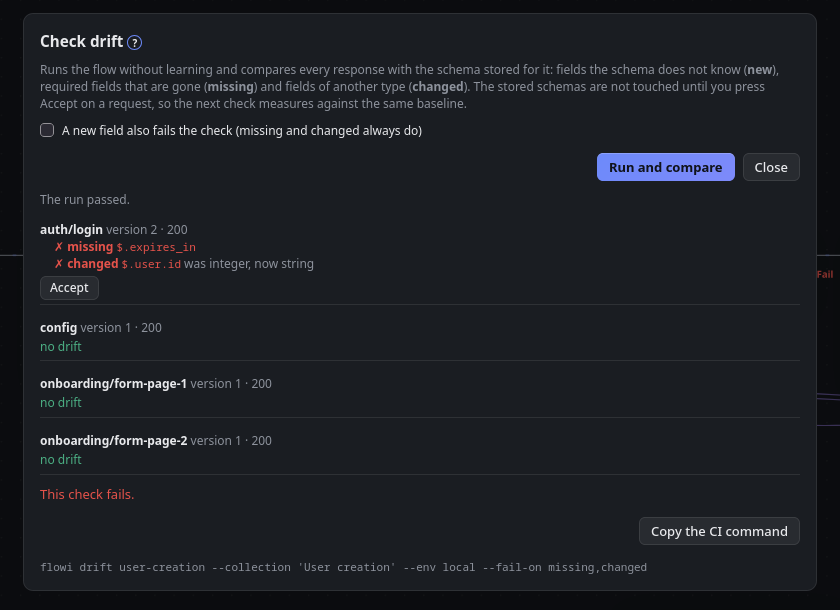 Check drift ?
Runs the flow without learning and compares every response with the schema stored for it: fields the schema does not know (new),
required fields that are gone (missing) and fields of another type (changed). The stored schemas are not touched until you press
Accept on a request, so the next check measures against the same baseline.
A new field also fails the check (missing and changed always do)
Run and compare
Close
The run passed.
auth/login version 2 · 200
✗ missing $.expires_in
✗ changed $.user.id was integer, now string
Fail
Accept
config version 1 · 200
no drift
onboarding/form-page-1 version 1 · 200
no drift
onboarding/form-page-2 version 1 · 200
no drift
This check fails.
Copy the CI command
flowi drift user-creation --collection 'User creation' --env local --fail-on missing,changed